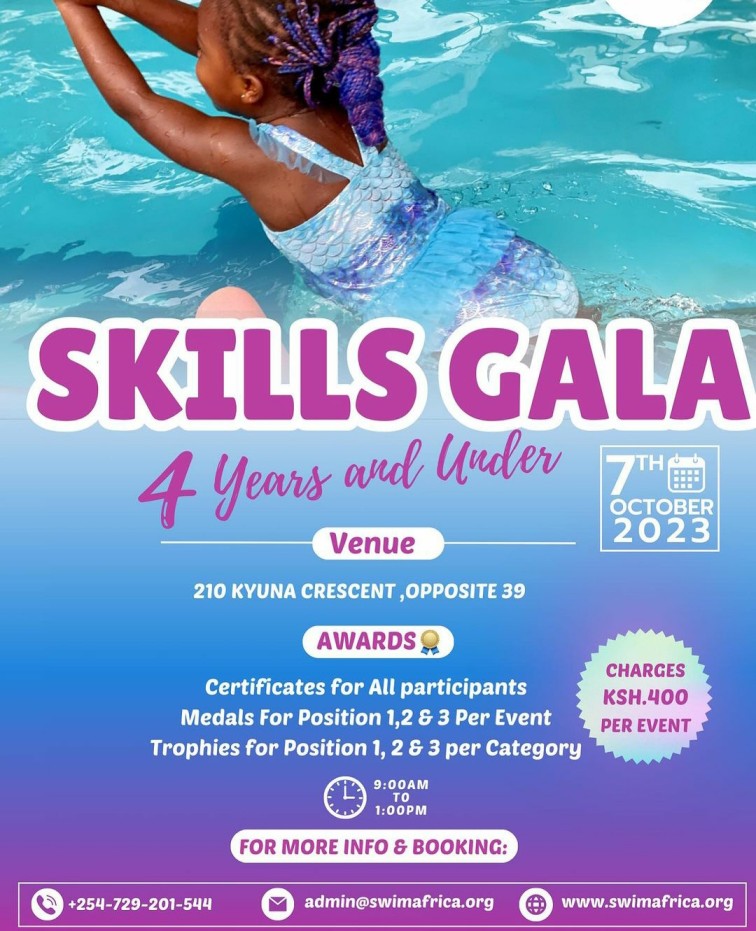 SKILLS GALA
4 Years and Under
7TH
OCTOBER
2023
Venue
210 KYUNA CRESCENT ,OPPOSITE 39
AWARDS
Certificates for All participants
Medals For Position 1,2 & 3 Per Event
Trophies for Position 1, 2 & 3 per Category
CHARGES
KSH.400
PER EVENT
9:00AM
TO
1:00PM
FOR MORE INFO & BOOKING:
+254-729-201-544
admin@swimafrica.org
www.swimafrica.org